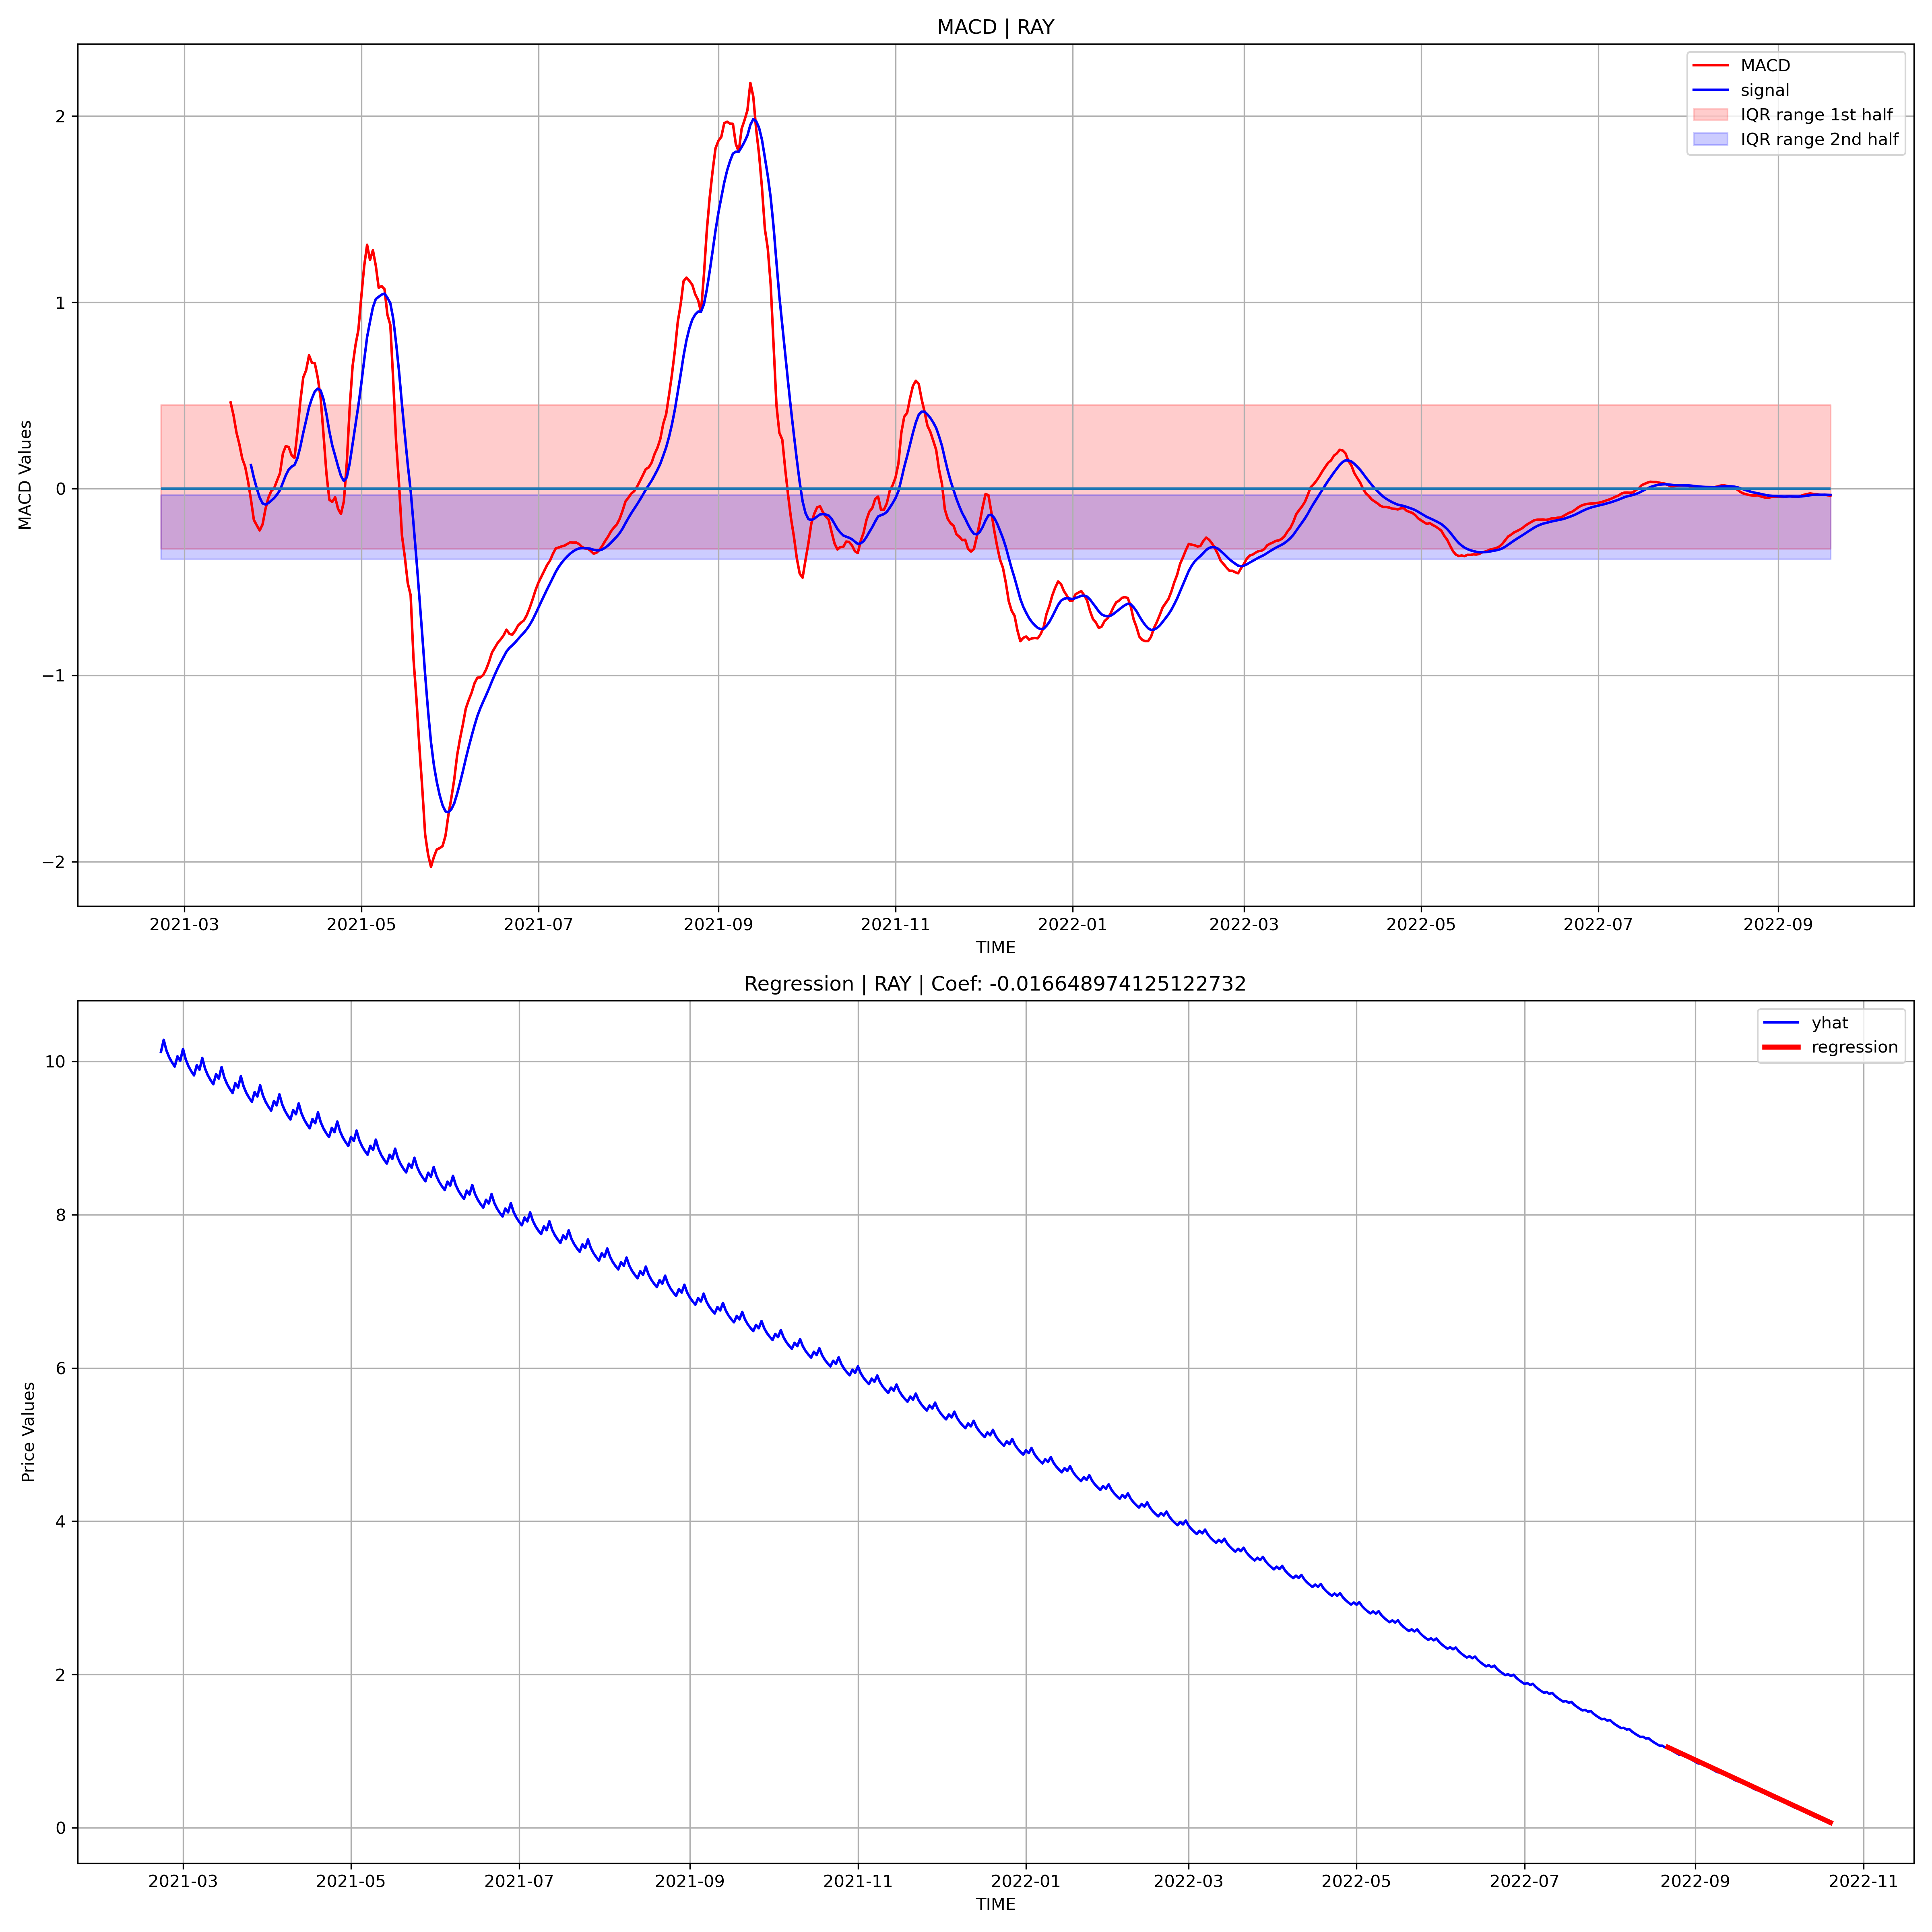 MACD | RAY
MACD
signal
IQR range 1st half
IQR range 2nd half
MACD Values
2
1
0
−1
−2
2021-03 2021-05 2021-07 2021-09 2021-11 2022-01 2022-03 2022-05 2022-07 2022-09
TIME
Regression | RAY | Coef: -0.016648974125122732
yhat
regression
Price Values
10
8
6
4
2
0
2021-03 2021-05 2021-07 2021-09 2021-11 2022-01 2022-03 2022-05 2022-07 2022-09 2022-11
TIME